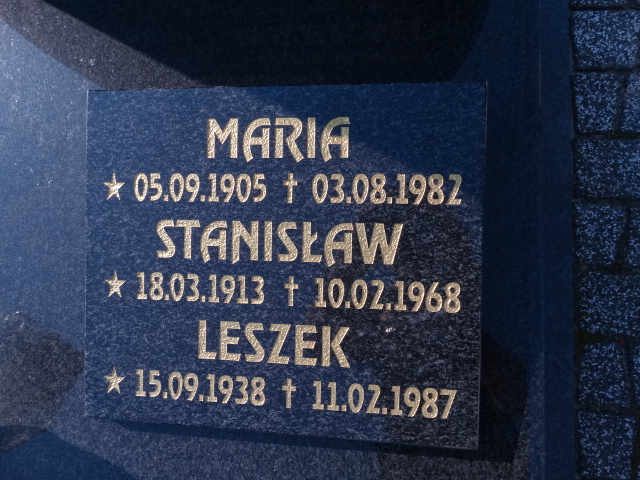 MARIA
★ 05.09.1905 † 03.08.1982
STANISŁAW
★ 18.03.1913 † 10.02.1968
LESZEK
★ 15.09.1938 † 11.02.1987